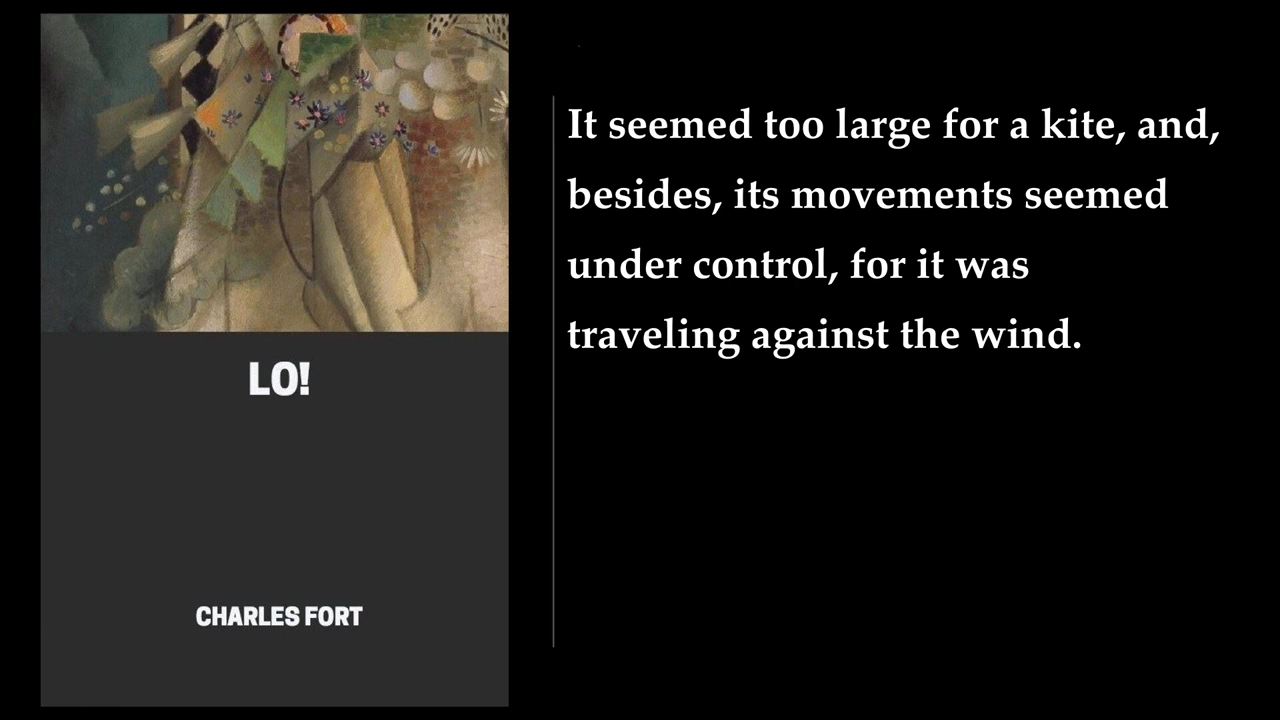 LO!
CHARLES FORT
It seemed too large for a kite, and,
besides, its movements seemed
under control, for it was
traveling against the wind.